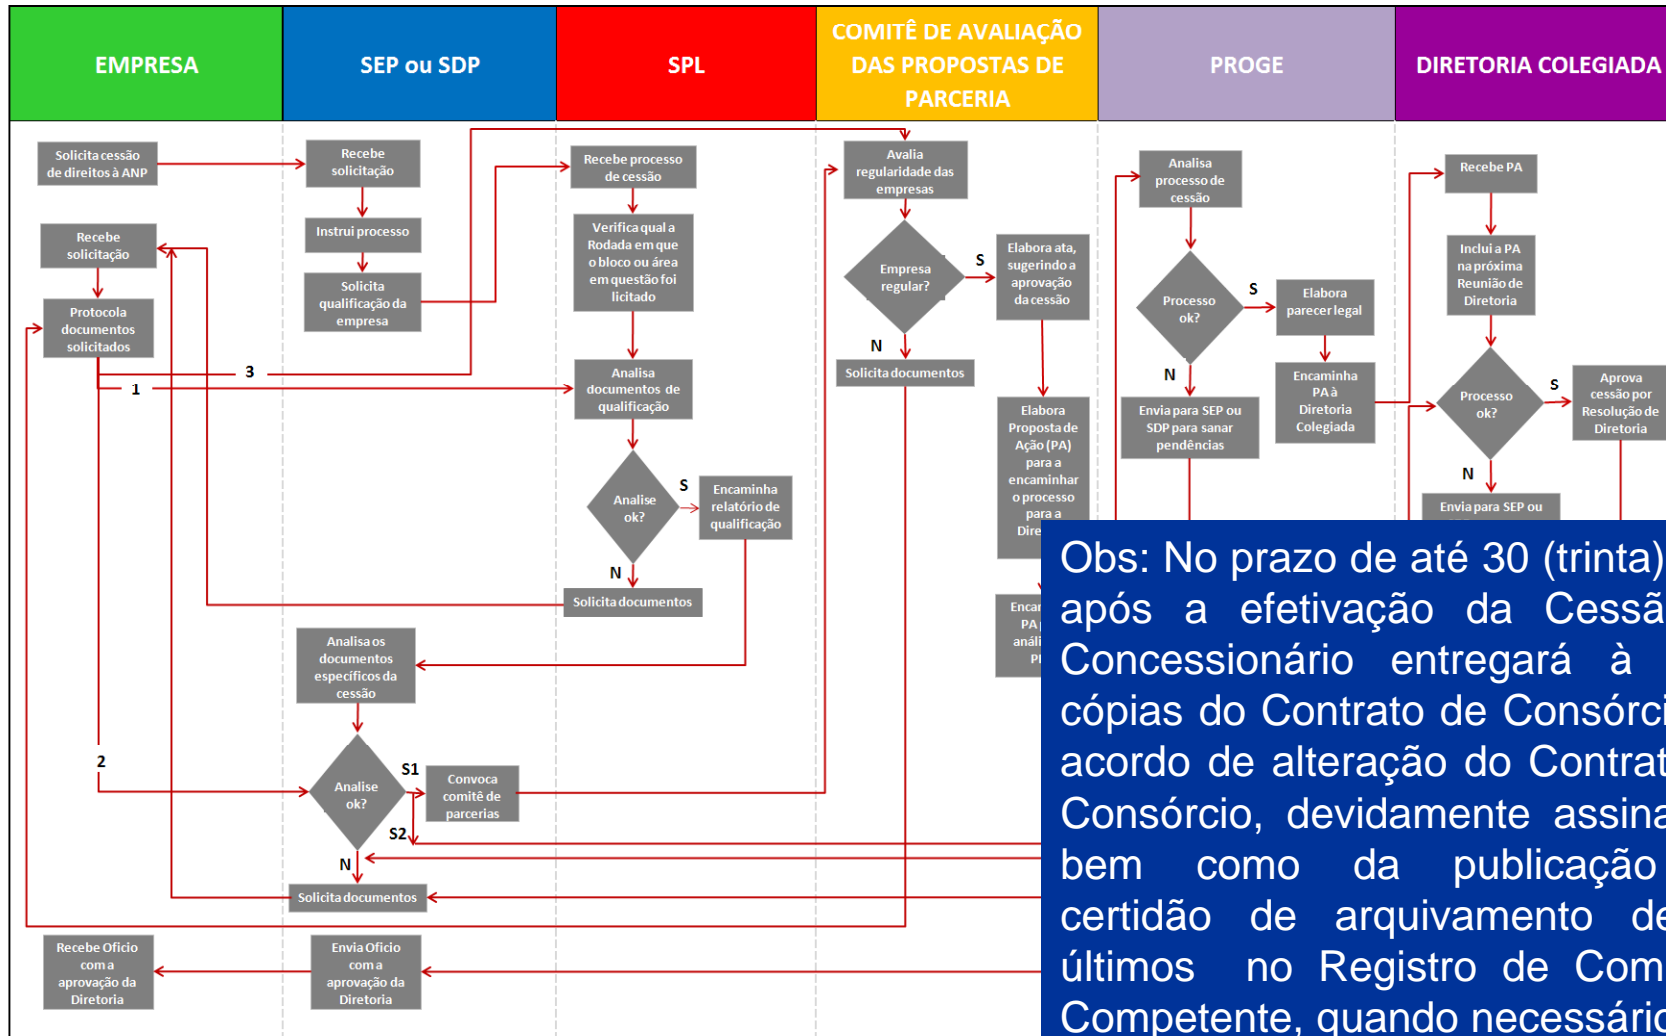 EMPRESA
SEP ou SDP
SPL
COMITÊ DE AVALIAÇÃO
DAS PROPOSTAS DE
PARCERIA
PROGE
DIRETORIA COLEGIADA
Solicita cessão
de direitos à ANP
Recebe
solicitação
Protocola
documentos
solicitados
1
3
2
Recebe Oficio
com a
aprovação da
Diretoria
Recebe
solicitação
Instrui processo
Solicita
qualificação da
empresa
Analisa os
documentos
específicos da
cessão
Analise
ok?
S1
S2
N
Convoca
comitê de
parcerias
Solicita documentos
Envia Oficio
com a
aprovação da
Diretoria
Recebe processo
de cessão
Verifica qual a
Rodada em que
o bloco ou área
em questão foi
licitado
Analisa
documentos de
qualificação
Analise
ok?
S
N
Encaminha
relatório de
qualificação
Solicita documentos
Avalia
regularidade das
empresas
Empresa
regular?
S
N
Solicita documentos
Elabora ata,
sugerindo a
aprovação
da cessão
Elabora
Proposta de
Ação (PA)
para a
encaminhar
o processo
para a
Analisa
processo de
cessão
Processo
ok?
S
N
Elabora
parecer legal
Encaminha
PA à
Diretoria
Colegiada
Envia para SEP ou
SDP para sanar
pendências
Recebe PA
Inclui a PA
na próxima
Reunião de
Diretoria
Processo
ok?
S
N
Aprova
cessão por
Resolução de
Diretoria
Envia para SEP ou
Obs: No prazo de até 30 (trinta)
após a efetivação da
Concessionário entregará à
cópias do Contrato de
acordo de alteração do
Consórcio, devidamente
bem como da publicação
certidão de arquivamento
últimos no Registro de
Competente, quando necessário